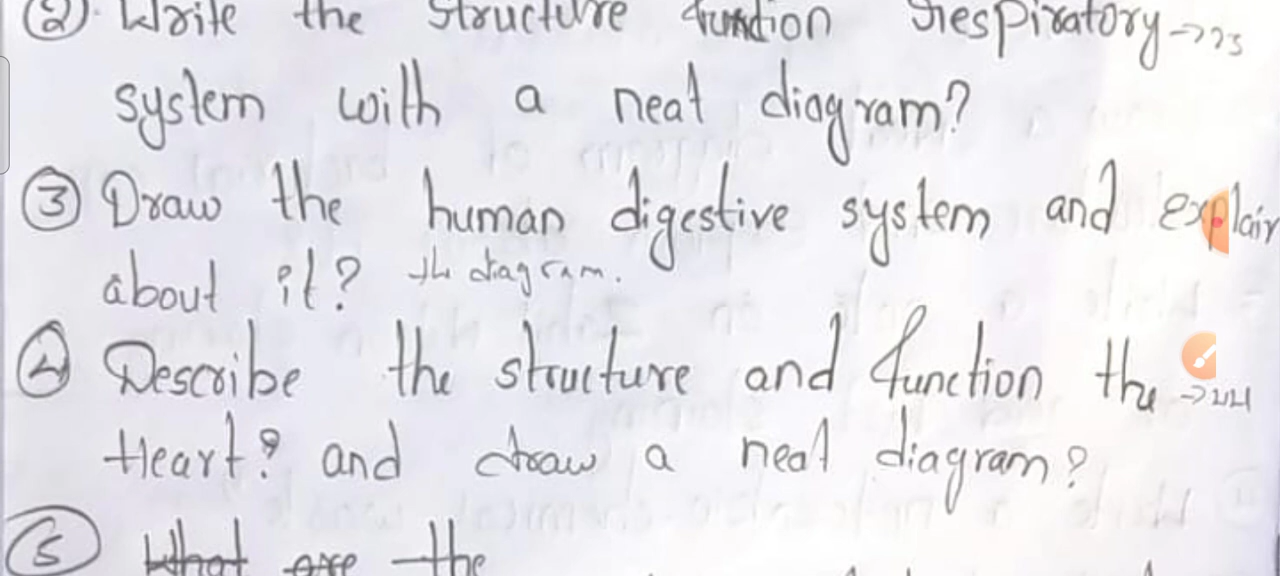 ② Write the structure function respiratory →23
system with a neat diagram?
③ Draw the human digestive system and explain
about it? the diagram.
④ Describe the structure and function the →24
Heart? and draw a neat diagram?
⑤ What are the